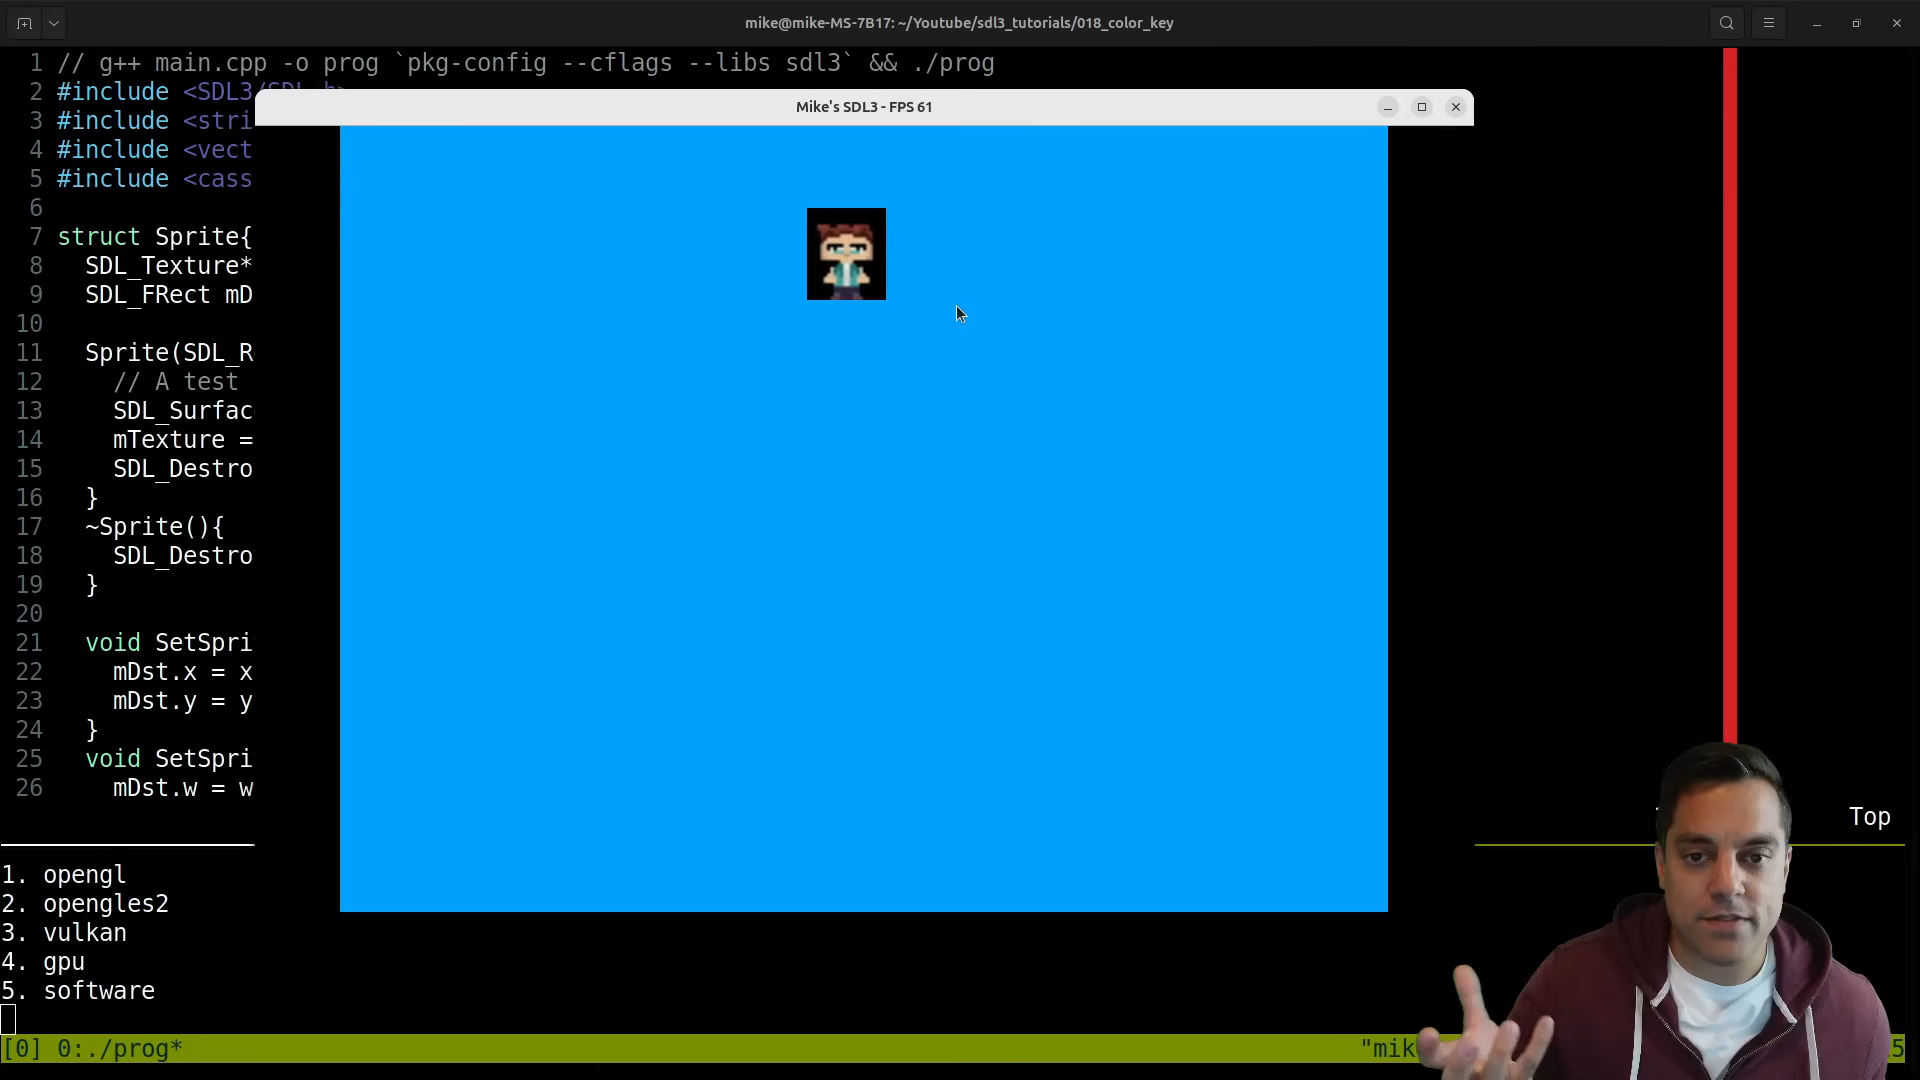 mike@mike-MS-7B17: ~/Youtube/sdl3_tutorials/018_color_key
1 // g++ main.cpp -o prog `pkg-config --cflags --libs sdl3` && ./prog
2 #include <SDL3/SDL.h>
Mike's SDL3 - FPS 61
3 #include <stri
4 #include <vect
5 #include <cass
6
7 struct Sprite{
8 SDL_Texture*
9 SDL_FRect mD
10
11 Sprite(SDL_R
12 // A test
13 SDL_Surfac
14 mTexture =
15 SDL_Destro
16 }
17 ~Sprite(){
18 SDL_Destro
19 }
20
21 void SetSpri
22 mDst.x = x
23 mDst.y = y
24 }
25 void SetSpri
26 mDst.w = w
Top
1. opengl
2. opengles2
3. vulkan
4. gpu
5. software
[0] 0:./prog* "mik 5